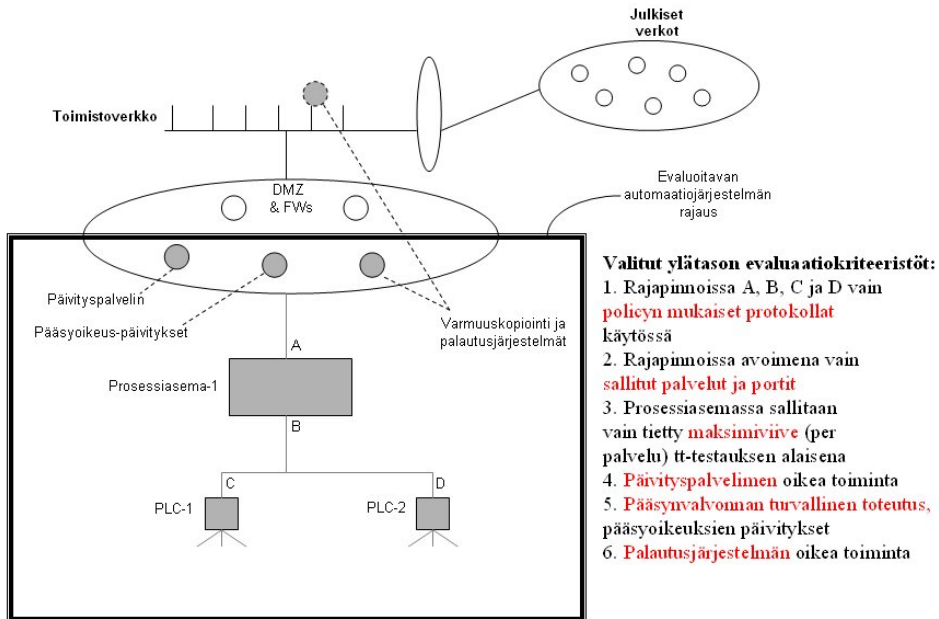 Julkiset
verkot
Toimistoverkko
DMZ
& FWs
Evaluoitavan
automaatiojärjestelmän
rajaus
Päivityspalvelin
Pääsyoikeus-päivitykset
Varmuuskopiointi ja
palautusjärjestelmät
A
Prosessiasema-1
B
C
D
PLC-1
PLC-2
Valitut ylätason evaluaatiokriteeristöt:
1. Rajapinnoissa A, B, C ja D vain
policyn mukaiset protokollat
käytössä
2. Rajapinnoissa avoimena vain
sallitut palvelut ja portit
3. Prosessiasemassa sallitaan
vain tietty maksimiviive (per
palvelu) tt-testauksen alaisena
4. Päivityspalvelimen oikea toiminta
5. Pääsynvalvonnan turvallinen toteutus,
pääsyoikeuksien päivitykset
6. Palautusjärjestelmän oikea toiminta